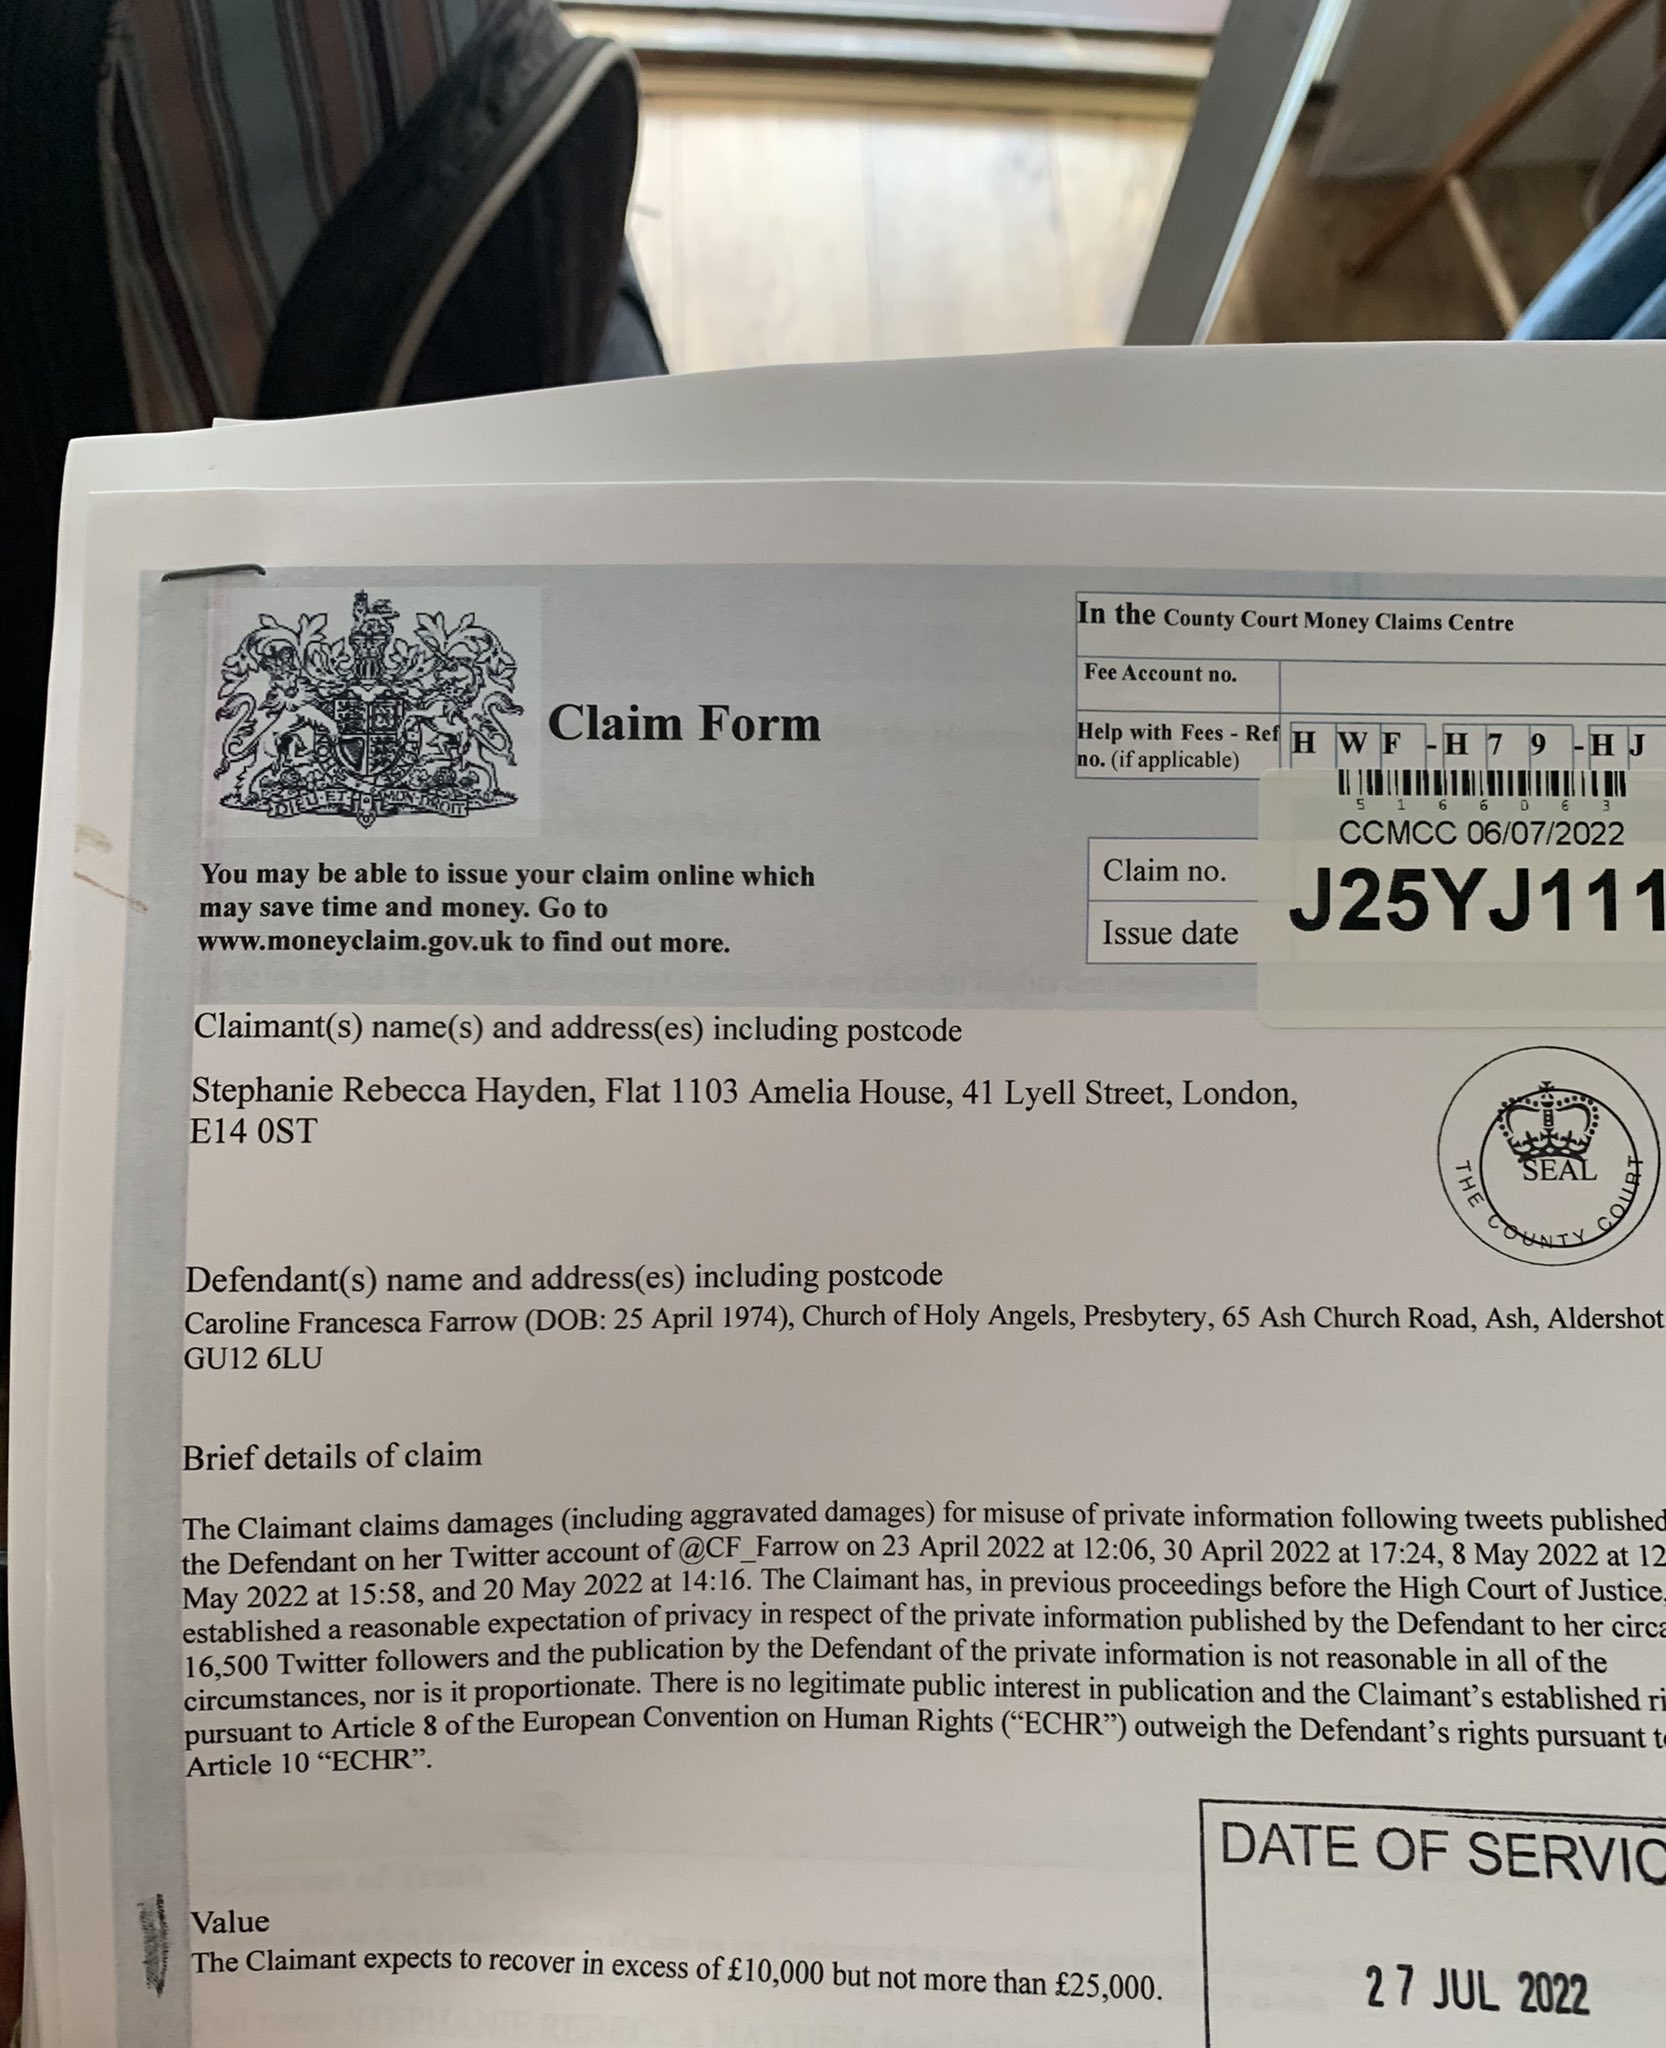 In the County Court Money Claims Centre
Fee Account no.
Help with Fees - Ref no. (if applicable) H W F - H 7 9 - H J
5 1 6 6 0 6 3
CCMCC 06/07/2022
J25YJ111
Claim no.
Issue date
DIEU ET MON DROIT
Claim Form
You may be able to issue your claim online which
may save time and money. Go to
www.moneyclaim.gov.uk to find out more.
Claimant(s) name(s) and address(es) including postcode
Stephanie Rebecca Hayden, Flat 1103 Amelia House, 41 Lyell Street, London,
E14 0ST
SEAL
THE COUNTY COURT
Defendant(s) name and address(es) including postcode
Caroline Francesca Farrow (DOB: 25 April 1974), Church of Holy Angels, Presbytery, 65 Ash Church Road, Ash, Aldershot
GU12 6LU
Brief details of claim
The Claimant claims damages (including aggravated damages) for misuse of private information following tweets published
the Defendant on her Twitter account of @CF_Farrow on 23 April 2022 at 12:06, 30 April 2022 at 17:24, 8 May 2022 at 12
May 2022 at 15:58, and 20 May 2022 at 14:16. The Claimant has, in previous proceedings before the High Court of Justice,
established a reasonable expectation of privacy in respect of the private information published by the Defendant to her circa
16,500 Twitter followers and the publication by the Defendant of the private information is not reasonable in all of the
circumstances, nor is it proportionate. There is no legitimate public interest in publication and the Claimant's established ri
pursuant to Article 8 of the European Convention on Human Rights ("ECHR") outweigh the Defendant's rights pursuant to
Article 10 "ECHR".
DATE OF SERVIC
27 JUL 2022
Value
The Claimant expects to recover in excess of £10,000 but not more than £25,000.